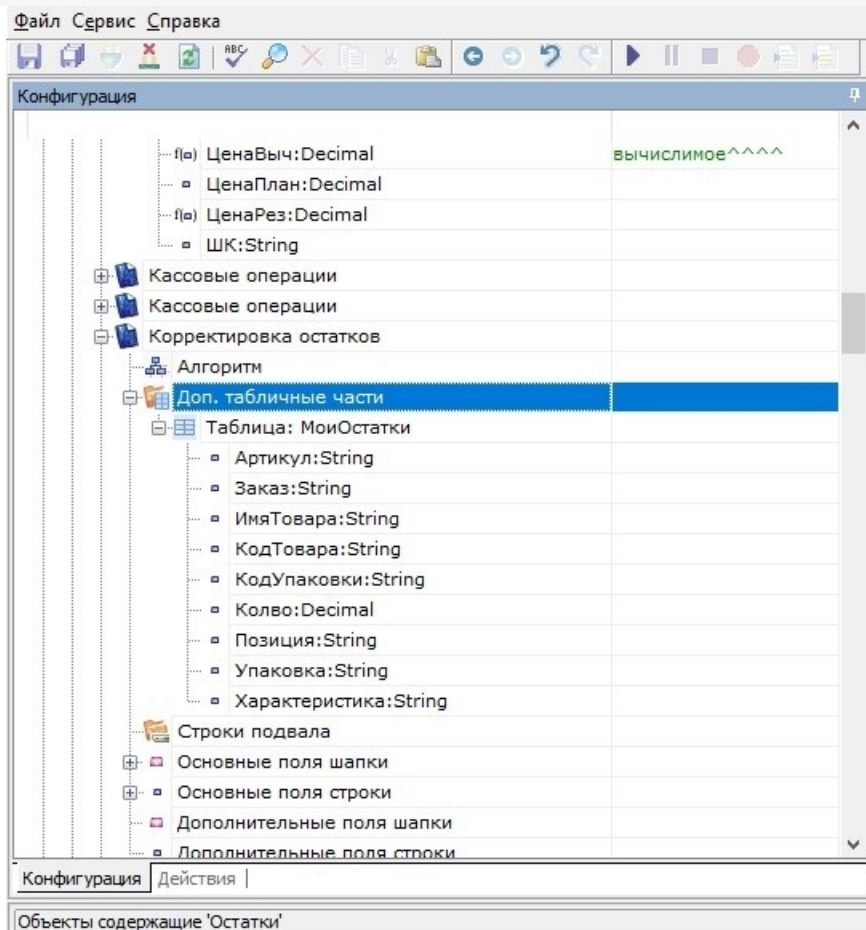 Файл Сервис Справка
ABC
Конфигурация
f(a) ЦенаВыч:Decimal вычислимое^^^^
ЦенаПлан:Decimal
f(a) ЦенаРез:Decimal
ШК:String
Кассовые операции
Кассовые операции
Корректировка остатков
Алгоритм
Доп. табличные части
Таблица: МоиОстатки
Артикул:String
Заказ:String
ИмяТовара:String
КодТовара:String
КодУпаковки:String
Колво:Decimal
Позиция:String
Упаковка:String
Характеристика:String
Строки подвала
Основные поля шапки
Основные поля строки
Дополнительные поля шапки
Дополнительные поля строки
Конфигурация Действия
Объекты содержащие 'Остатки'